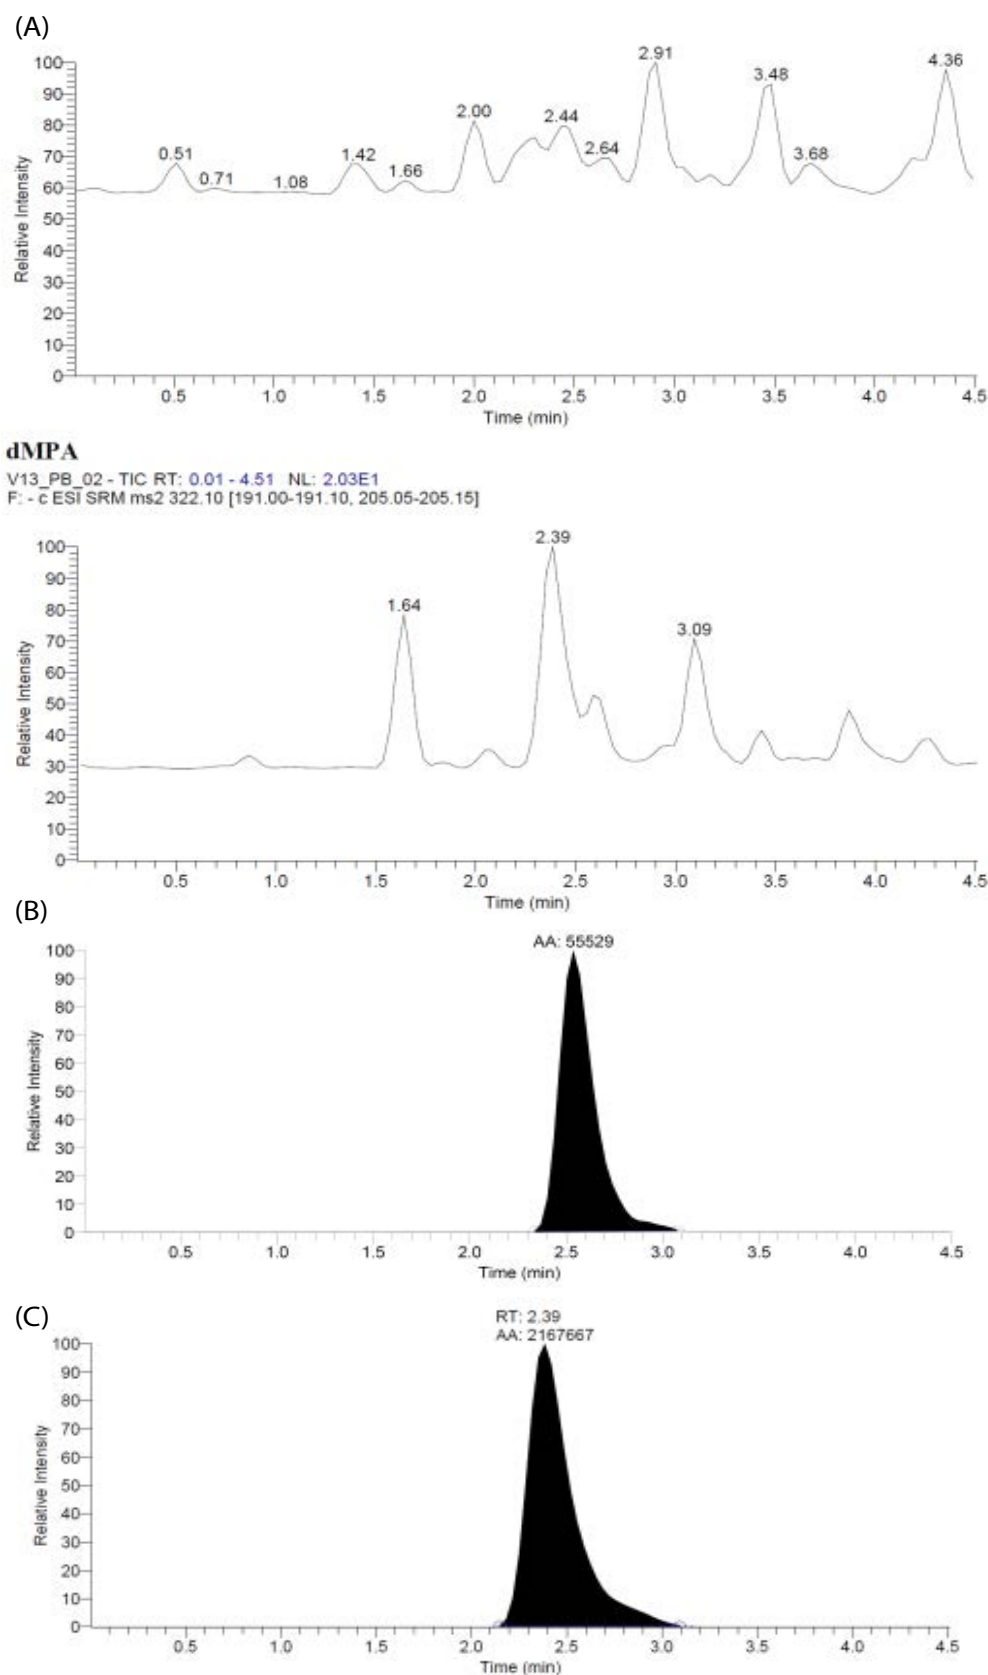 (A)
2.91
4.36
3.48
2.00
2.44
2.64
3.68
0.51
0.71
1.08
1.42
1.66
100
90
80
70
60
50
40
30
20
10
0
Relative Intensity
0.5 1.0 1.5 2.0 2.5 3.0 3.5 4.0 4.5
Time (min)
dMPA
V13_PB_02 - TIC RT: 0.01 - 4.51 NL: 2.03E1
F: - c ESI SRM ms2 322.10 [191.00-191.10, 205.05-205.15]
2.39
1.64
3.09
100
90
80
70
60
50
40
30
20
10
0
Relative Intensity
0.5 1.0 1.5 2.0 2.5 3.0 3.5 4.0 4.5
Time (min)
(B)
AA: 55529
100
90
80
70
60
50
40
30
20
10
0
Relative Intensity
0.5 1.0 1.5 2.0 2.5 3.0 3.5 4.0 4.5
Time (min)
(C)
RT: 2.39
AA: 2167667
100
90
80
70
60
50
40
30
20
10
0
Relative Intensity
0.5 1.0 1.5 2.0 2.5 3.0 3.5 4.0 4.5
Time (min)